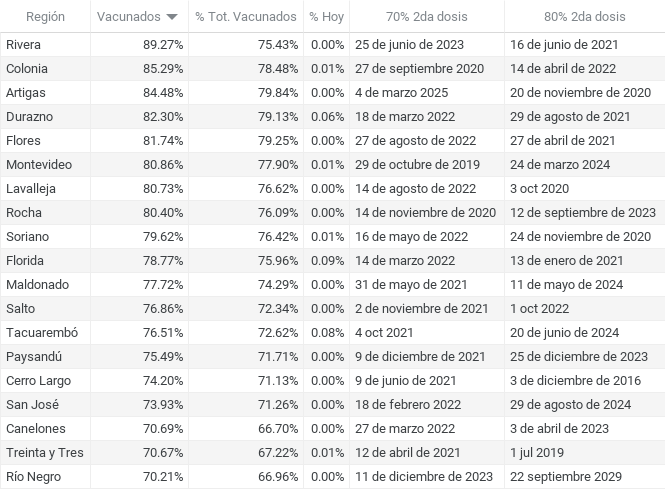 Región Vacunados % Tot. Vacunados % Hoy 70% 2da dosis 80% 2da dosis
Rivera 89.27% 75.43% 0.00% 25 de junio de 2023 16 de junio de 2021
Colonia 85.29% 78.48% 0.01% 27 de septiembre 2020 14 de abril de 2022
Artigas 84.48% 79.84% 0.00% 4 de marzo 2025 20 de noviembre de 2020
Durazno 82.30% 79.13% 0.06% 18 de marzo 2022 29 de agosto de 2021
Flores 81.74% 79.25% 0.00% 27 de agosto de 2022 27 de abril de 2021
Montevideo 80.86% 77.90% 0.01% 29 de octubre de 2019 24 de marzo 2024
Lavalleja 80.73% 76.62% 0.00% 14 de agosto de 2022 3 oct 2020
Rocha 80.40% 76.09% 0.00% 14 de noviembre de 2020 12 de septiembre de 2023
Soriano 79.62% 76.42% 0.01% 16 de mayo de 2022 24 de noviembre de 2020
Florida 78.77% 75.96% 0.09% 14 de marzo 2022 13 de enero de 2021
Maldonado 77.72% 74.29% 0.00% 31 de mayo de 2021 11 de mayo de 2024
Salto 76.86% 72.34% 0.00% 2 de noviembre de 2021 1 oct 2022
Tacuarembó 76.51% 72.62% 0.08% 4 oct 2021 20 de junio de 2024
Paysandú 75.49% 71.71% 0.00% 9 de diciembre de 2021 25 de diciembre de 2023
Cerro Largo 74.20% 71.13% 0.00% 9 de junio de 2021 3 de diciembre de 2016
San José 73.93% 71.26% 0.00% 18 de febrero 2022 29 de agosto de 2024
Canelones 70.69% 66.70% 0.00% 27 de marzo 2022 3 de abril de 2023
Treinta y Tres 70.67% 67.22% 0.01% 12 de abril de 2021 1 jul 2019
Río Negro 70.21% 66.96% 0.00% 11 de diciembre de 2023 22 septiembre 2029